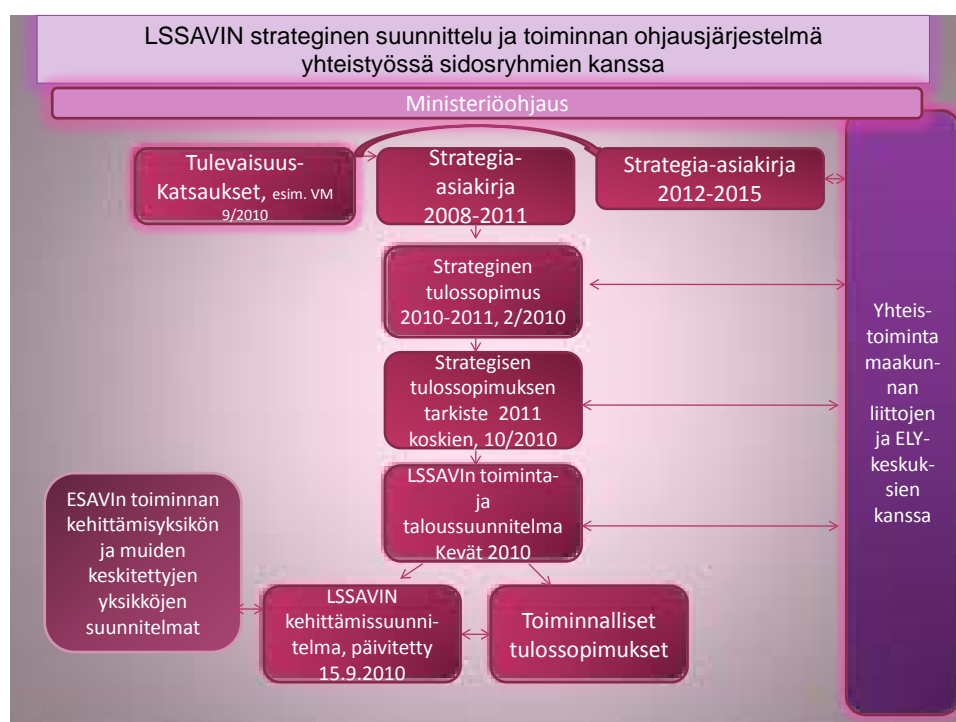 LSSAVIN strateginen suunnittelu ja toiminnan ohjausjärjestelmä
yhteistyössä sidosryhmien kanssa
Ministeriöohjaus
Tulevaisuus-
Katsaukset, esim. VM
9/2010
Strategia-
asiakirja
2008-2011
Strategia-asiakirja
2012-2015
Strateginen
tulossopimus
2010-2011, 2/2010
Strategisen
tulossopimuksen
tarkiste 2011
koskien, 10/2010
LSSAVIn toiminta-
ja
taloussuunnitelma
Kevät 2010
ESAVIn toiminnan
kehittämisyksikön
ja muiden
keskitettyjen
yksikköjen
suunnitelmat
LSSAVIN
kehittämissuunni-
telma, päivitetty
15.9.2010
Toiminnalliset
tulossopimukset
Yhteis-
toiminta
maakun-
nan
liittojen
ja ELY-
keskuk-
sien
kanssa